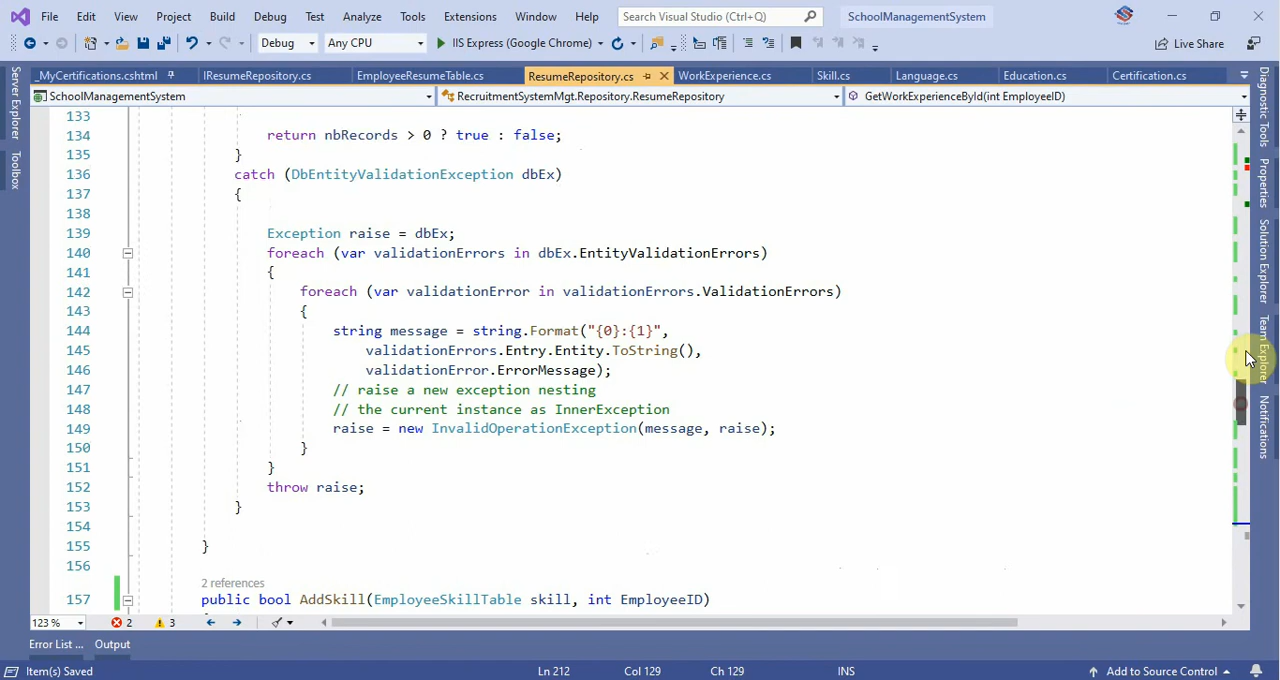 File Edit View Project Build Debug Test Analyze Tools Extensions Window Help Search Visual Studio (Ctrl+Q) SchoolManagementSystem
Debug Any CPU IIS Express (Google Chrome) Live Share
_MyCertifications.cshtml IResumeRepository.cs EmployeeResumeTable.cs ResumeRepository.cs WorkExperience.cs Skill.cs Language.cs Education.cs Certification.cs
SchoolManagementSystem RecruitmentSystemMgt.Repository.ResumeRepository GetWorkExperienceById(int EmployeeID)
Server Explorer
Toolbox
Diagnostic Tools
Properties
Solution Explorer
Team Explorer
Notifications
133
134 return nbRecords > 0 ? true : false;
135 }
136 catch (DbEntityValidationException dbEx)
137 {
138
139 Exception raise = dbEx;
140 foreach (var validationErrors in dbEx.EntityValidationErrors)
141 {
142 foreach (var validationError in validationErrors.ValidationErrors)
143 {
144 string message = string.Format("{0}:{1}",
145 validationErrors.Entry.Entity.ToString(),
146 validationError.ErrorMessage);
147 // raise a new exception nesting
148 // the current instance as InnerException
149 raise = new InvalidOperationException(message, raise);
150 }
151 }
152 throw raise;
153 }
154
155 }
156
2 references
157 public bool AddSkill(EmployeeSkillTable skill, int EmployeeID)
123 % 2 3
Error List ... Output
Item(s) Saved Ln 212 Col 129 Ch 129 INS Add to Source Control